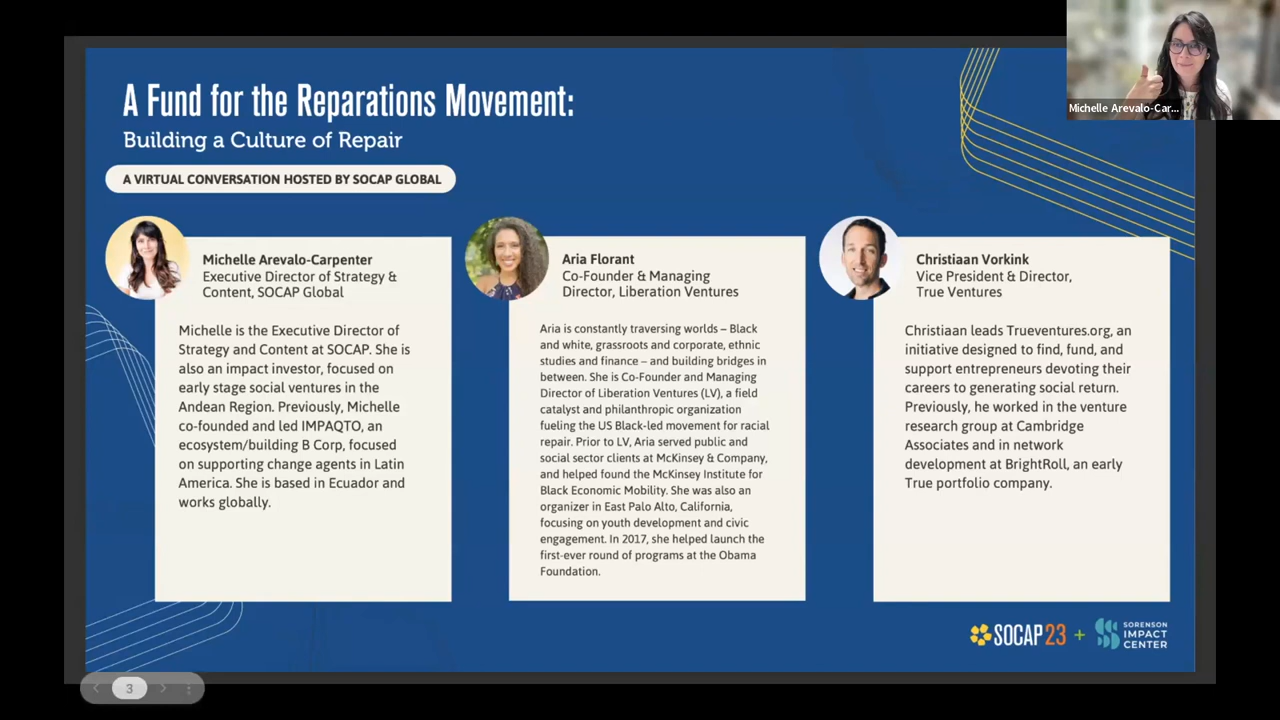 A Fund for the Reparations Movement:
Building a Culture of Repair
A VIRTUAL CONVERSATION HOSTED BY SOCAP GLOBAL
Michelle Arevalo-Car...
Michelle Arevalo-Carpenter
Executive Director of Strategy &
Content, SOCAP Global
Michelle is the Executive Director of
Strategy and Content at SOCAP. She is
also an impact investor, focused on
early stage social ventures in the
Andean Region. Previously, Michelle
co-founded and led IMPAQTO, an
ecosystem/building B Corp, focused
on supporting change agents in Latin
America. She is based in Ecuador and
works globally.
Aria Florant
Co-Founder & Managing
Director, Liberation Ventures
Aria is constantly traversing worlds – Black
and white, grassroots and corporate, ethnic
studies and finance – and building bridges in
between. She is Co-Founder and Managing
Director of Liberation Ventures (LV), a field
catalyst and philanthropic organization
fueling the US Black-led movement for racial
repair. Prior to LV, Aria served public and
social sector clients at McKinsey & Company,
and helped found the McKinsey Institute for
Black Economic Mobility. She was also an
organizer in East Palo Alto, California,
focusing on youth development and civic
engagement. In 2017, she helped launch the
first-ever round of programs at the Obama
Foundation.
Christiaan Vorkink
Vice President & Director,
True Ventures
Christiaan leads Trueventures.org, an
initiative designed to find, fund, and
support entrepreneurs devoting their
careers to generating social return.
Previously, he worked in the venture
research group at Cambridge
Associates and in network
development at BrightRoll, an early
True portfolio company.
SOCAP23 +
SORENSON
IMPACT
CENTER
3